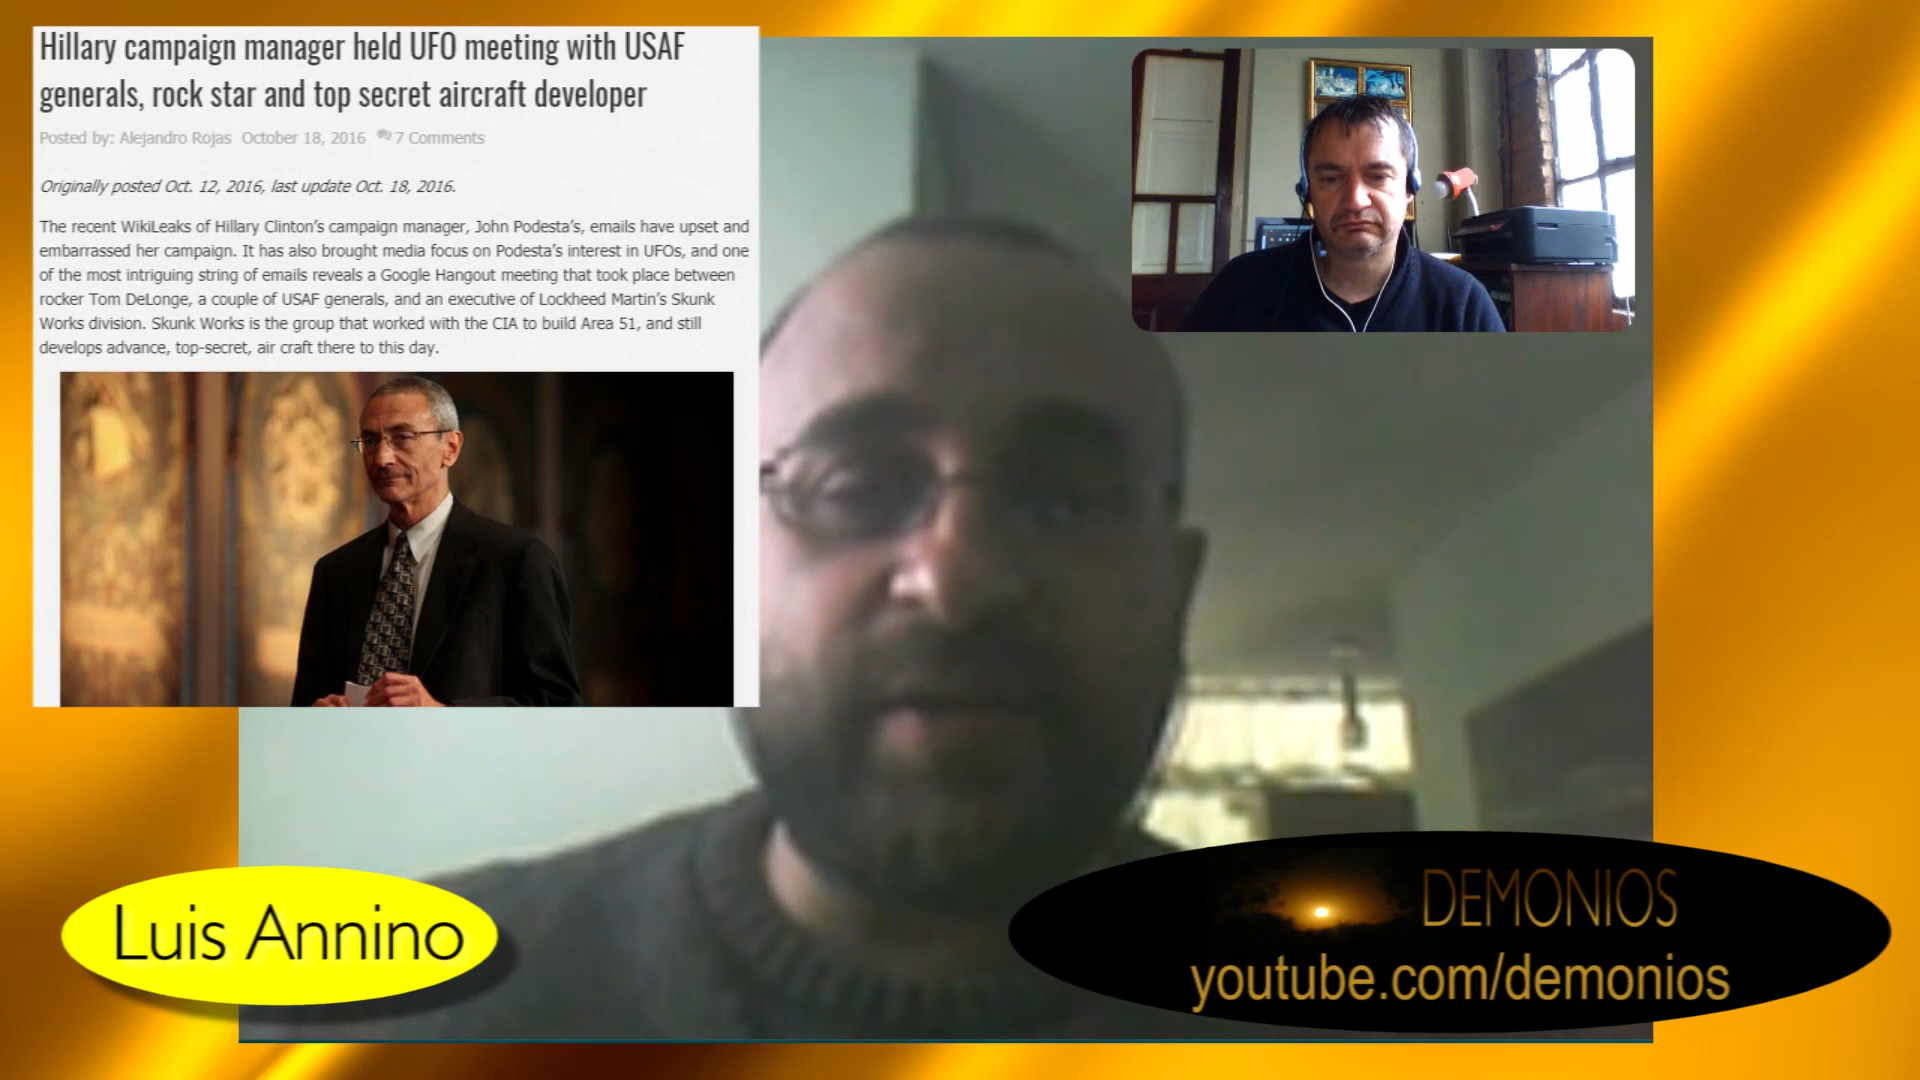 Hillary campaign manager held UFO meeting with USAF
generals, rock star and top secret aircraft developer
Posted by: Alejandro Rojas October 18, 2016 7 Comments
Originally posted Oct. 12, 2016, last update Oct. 18, 2016.
The recent WikiLeaks of Hillary Clinton's campaign manager, John Podesta's, emails have upset and
embarrassed her campaign. It has also brought media focus on Podesta's interest in UFOs, and one
of the most intriguing string of emails reveals a Google Hangout meeting that took place between
rocker Tom DeLonge, a couple of USAF generals, and an executive of Lockheed Martin's Skunk
Works division. Skunk Works is the group that worked with the CIA to build Area 51, and still
develops advance, top-secret, air craft there to this day.
Luis Annino
DEMONIOS
youtube.com/demonios